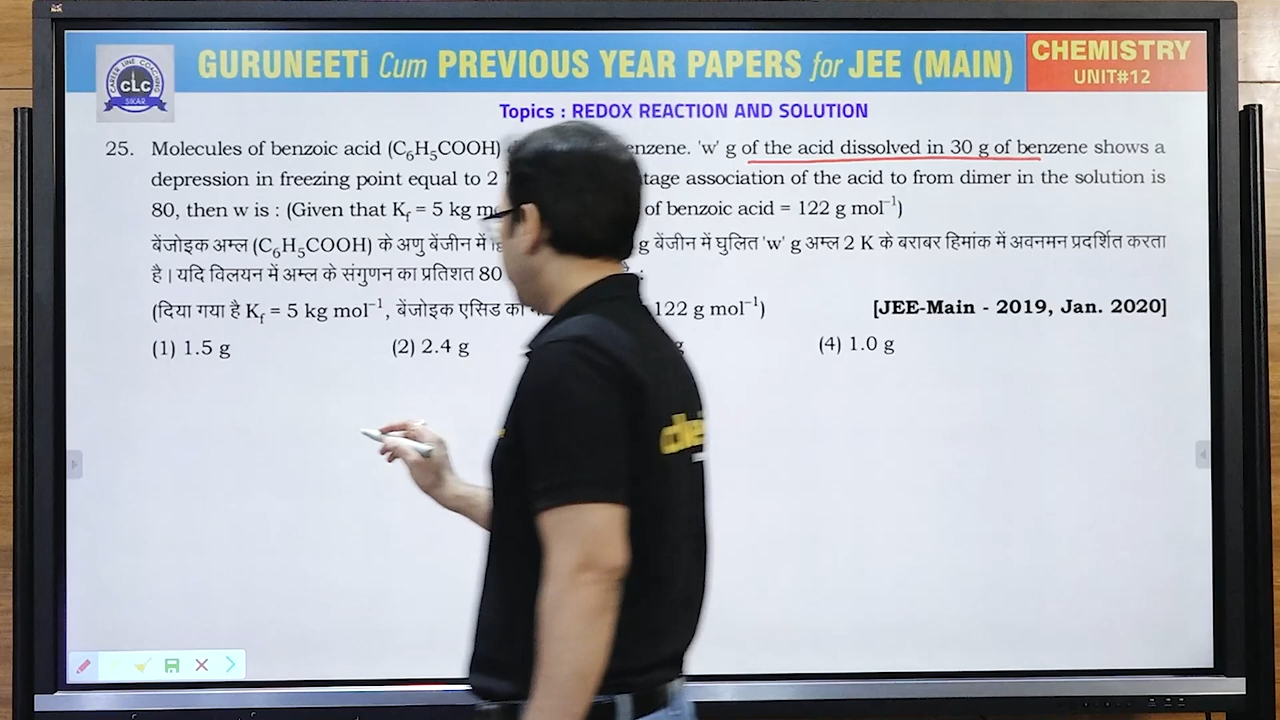 GURUNEETi Cum PREVIOUS YEAR PAPERS for JEE (MAIN)
CHEMISTRY
UNIT#12
CLC
SIKAR
Topics : REDOX REACTION AND SOLUTION
25. Molecules of benzoic acid (C₆H₅COOH) enzene. 'w' g of the acid dissolved in 30 g of benzene shows a
depression in freezing point equal to 2 tage association of the acid to from dimer in the solution is
80, then w is : (Given that K_f = 5 kg m of benzoic acid = 122 g mol⁻¹)
बेंजोइक अम्ल (C₆H₅COOH) के अणु बेंजीन में g बेंजीन में घुलित 'w' g अम्ल 2 K के बराबर हिमांक में अवनमन प्रदर्शित करता
है। यदि विलयन में अम्ल के संगुणन का प्रतिशत 80 :
(दिया गया है K_f = 5 kg mol⁻¹, बेंजोइक एसिड का 122 g mol⁻¹) [JEE-Main - 2019, Jan. 2020]
(1) 1.5 g (2) 2.4 g g (4) 1.0 g